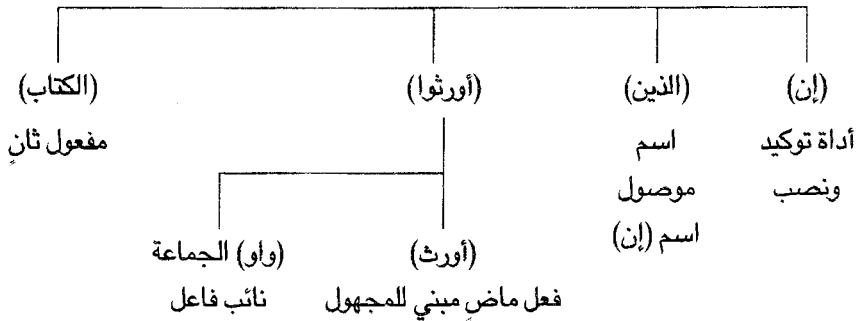 (إن) (الذين) (أورثوا) (الكتاب)
أداة توكيد اسم مفعول ثانٍ
ونصب موصول
اسم (إن)
(أورث) (واو) الجماعة
فعل ماضٍ مبني للمجهول نائب فاعل